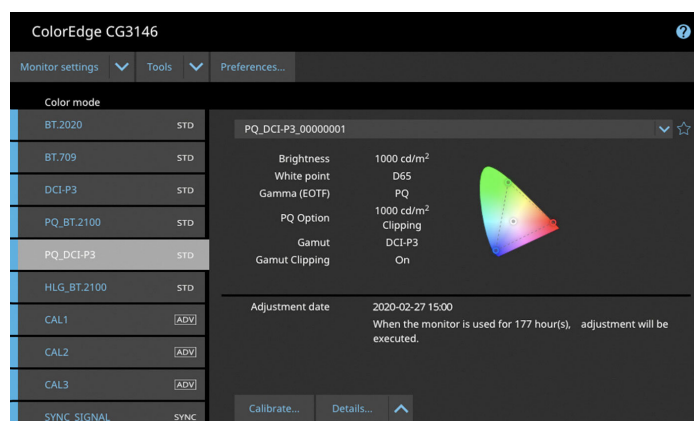 ColorEdge CG3146
?
Monitor settings Tools Preferences...
Color mode
BT.2020 STD
BT.709 STD
DCI-P3 STD
PQ_BT.2100 STD
PQ_DCI-P3 STD
HLG_BT.2100 STD
CAL1 ADV
CAL2 ADV
CAL3 ADV
SYNC_SIGNAL SYNC
PQ_DCI-P3_00000001
Brightness 1000 cd/m²
White point D65
Gamma (EOTF) PQ
PQ Option 1000 cd/m²
Clipping
Gamut DCI-P3
Gamut Clipping On
Adjustment date 2020-02-27 15:00
When the monitor is used for 177 hour(s), adjustment will be
executed.
Calibrate... Details...